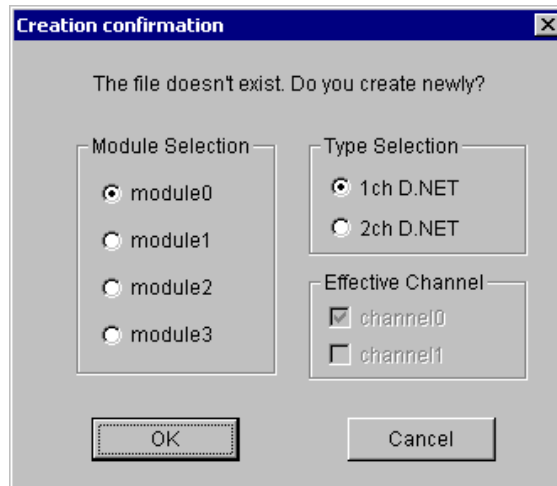 Creation confirmation
The file doesn't exist. Do you create newly?
Module Selection
module0
module1
module2
module3
Type Selection
1ch D.NET
2ch D.NET
Effective Channel
channel0
channel1
OK
Cancel